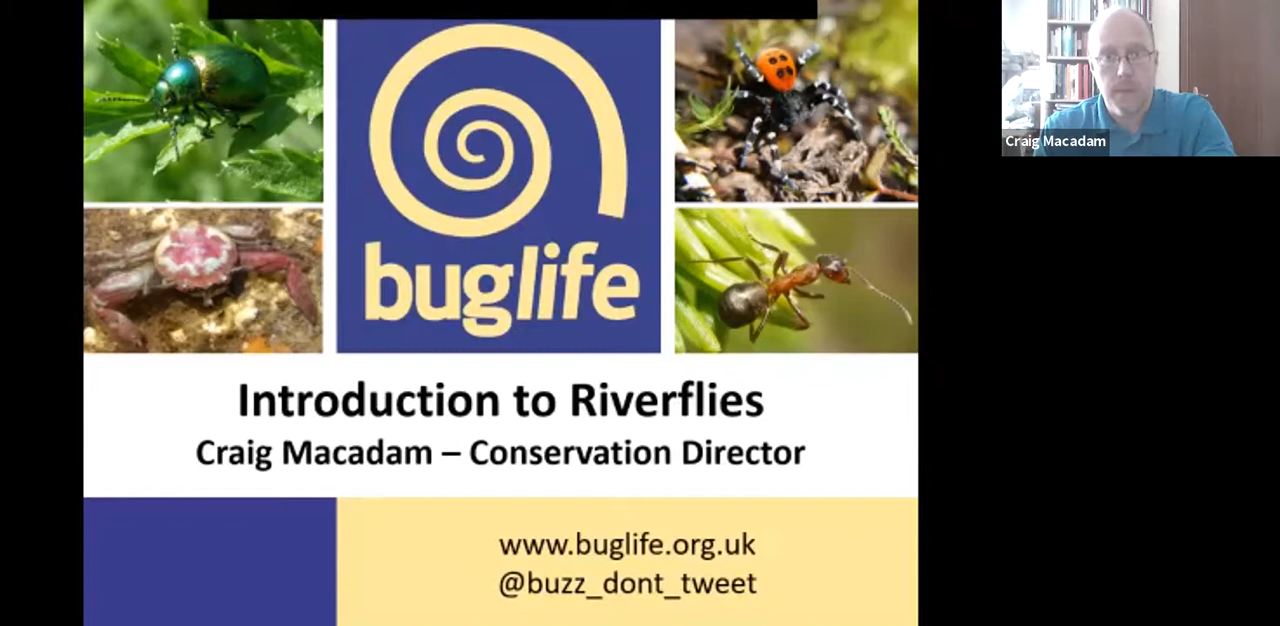 buglife
Introduction to Riverflies
Craig Macadam – Conservation Director
www.buglife.org.uk
@buzz_dont_tweet
Craig Macadam